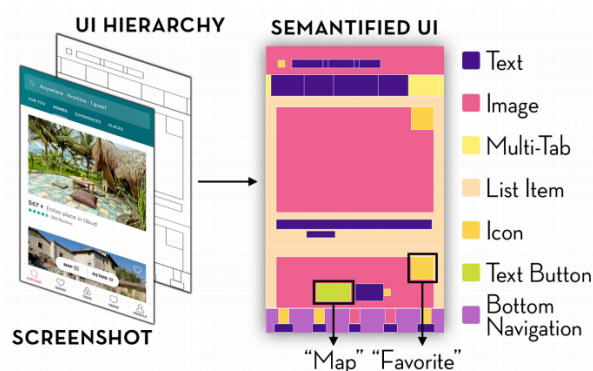 UI HIERARCHY
SEMANTIFIED UI
Anywhere · Anytime · 1 guest
FOR YOU HOMES EXPERIENCES PLACES
$67 Entire place in Ubud
MAP
FILTERS
SCREENSHOT
Text
Image
Multi-Tab
List Item
Icon
Text Button
Bottom
Navigation
"Map" "Favorite"